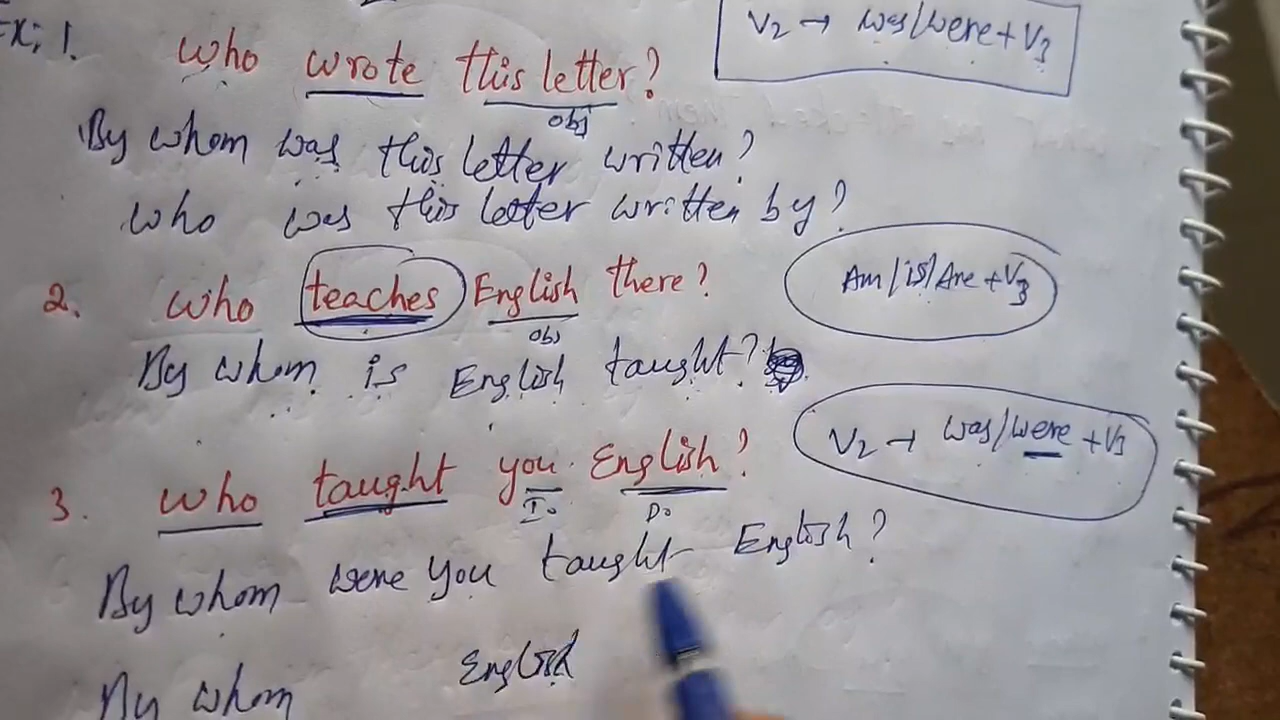 Ex; 1.
V2 → was/were+V3
Who wrote this letter?
obj
By whom was this letter written?
Who was this letter written by?
Am/is/Are +V3
2. Who teaches English there?
obj
By whom is English taught?
V2 → was/were +V3
3. Who taught you English?
Io Do
By whom were you taught English?
By whom English